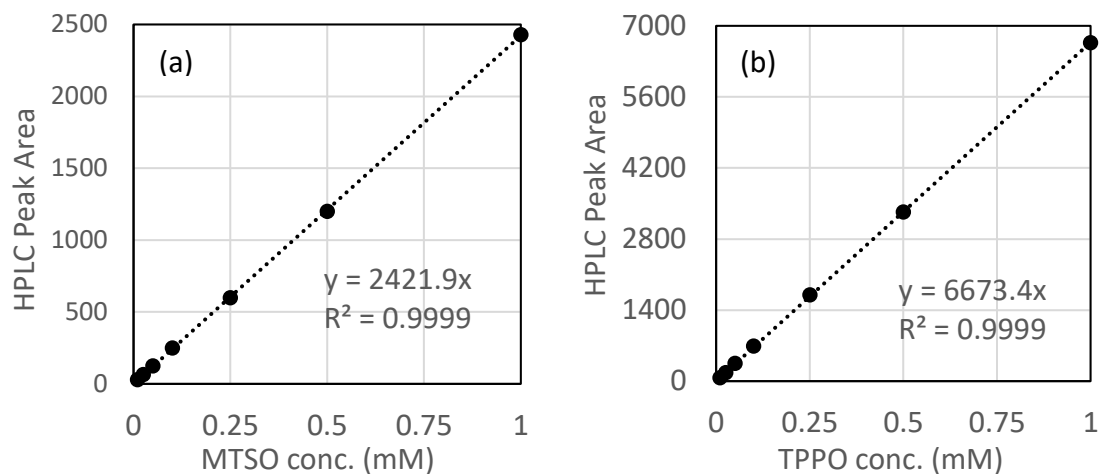 (a)
HPLC Peak Area
2500
2000
1500
1000
500
0
y = 2421.9x
R² = 0.9999
0 0.25 0.5 0.75 1
MTSO conc. (mM)
(b)
HPLC Peak Area
7000
5600
4200
2800
1400
0
y = 6673.4x
R² = 0.9999
0 0.25 0.5 0.75 1
TPPO conc. (mM)